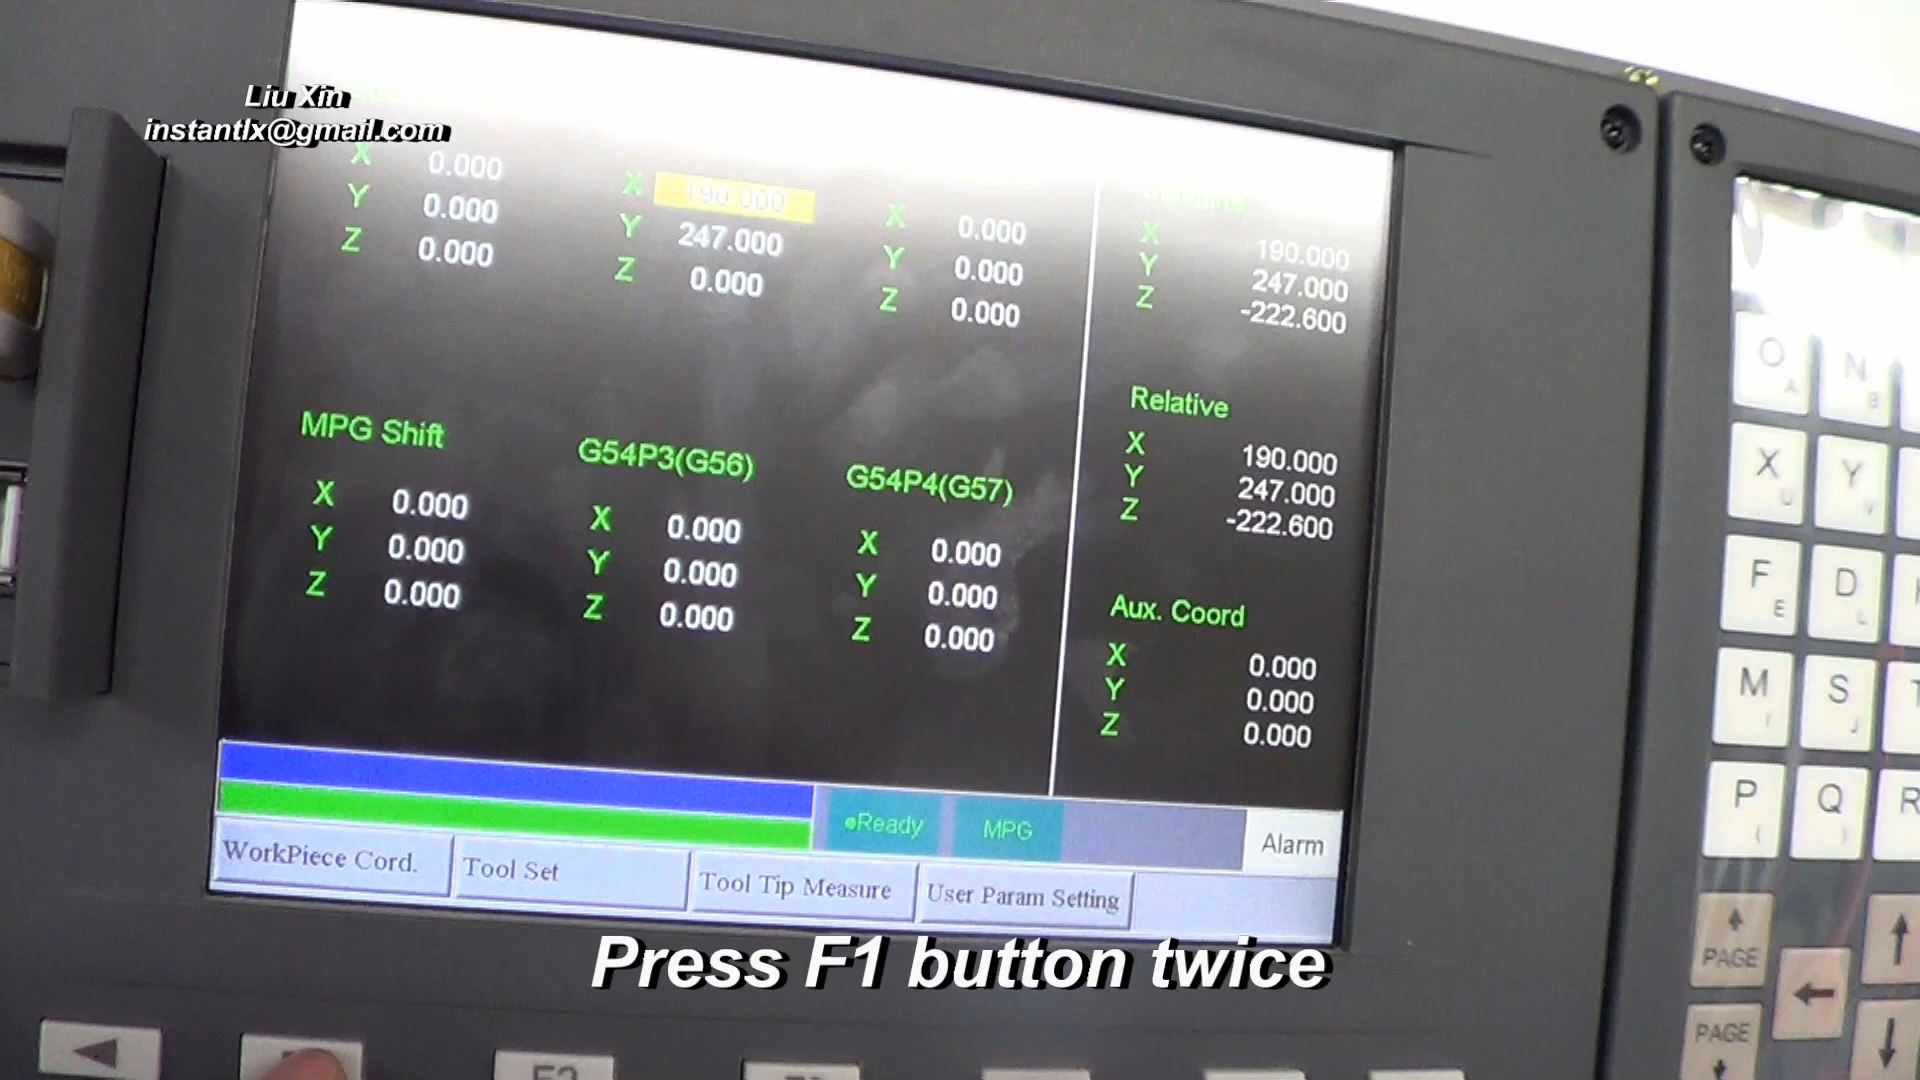 Liu Xin
instantlx@gmail.com
X 0.000
Y 0.000
Z 0.000
X 190.000
Y 247.000
Z 0.000
X 0.000
Y 0.000
Z 0.000
X 190.000
Y 247.000
Z -222.600
MPG Shift
X 0.000
Y 0.000
Z 0.000
G54P3(G56)
X 0.000
Y 0.000
Z 0.000
G54P4(G57)
X 0.000
Y 0.000
Z 0.000
Relative
X 190.000
Y 247.000
Z -222.600
Aux. Coord
X 0.000
Y 0.000
Z 0.000
Ready
MPG
Alarm
WorkPiece Cord.
Tool Set
Tool Tip Measure
User Param Setting
Press F1 button twice
O A
N B
X U
Y V
F E
D L
M I
S J
P (
Q )
R
PAGE
PAGE